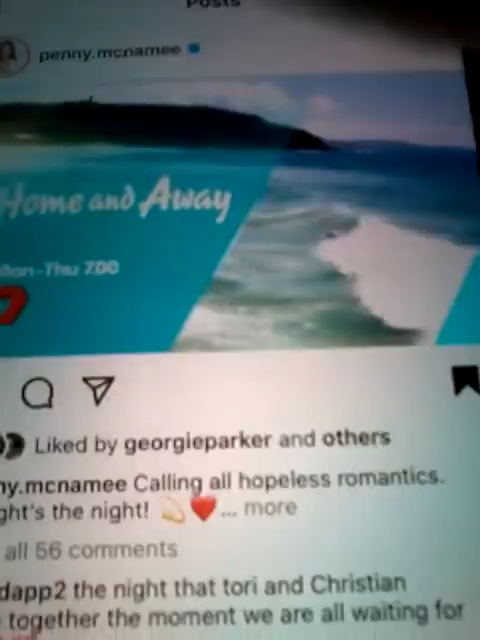 Posts
penny.mcnamee
Home and Away
Mon-Thu 7.00
7
Liked by georgieparker and others
ny.mcnamee Calling all hopeless romantics.
ght's the night! 💫❤️ ... more
all 56 comments
dapp2 the night that tori and Christian
together the moment we are all waiting for